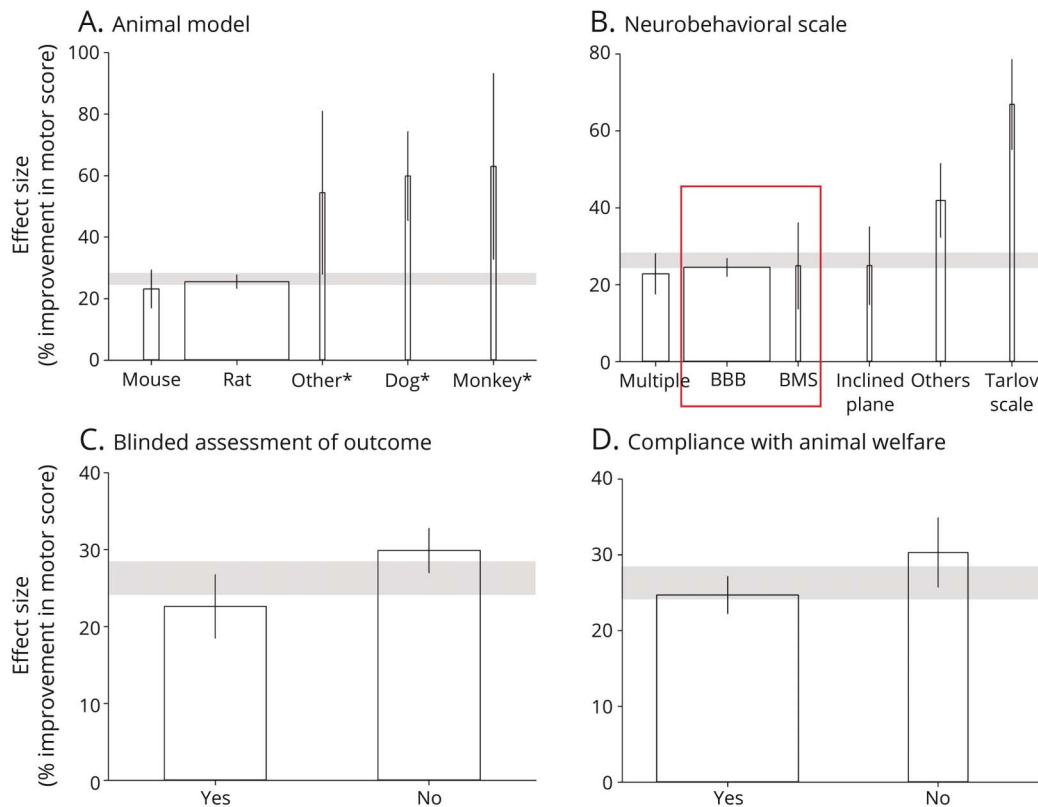 A. Animal model
Effect size
(% improvement in motor score)
100
80
60
40
20
0
Mouse
Rat
Other*
Dog*
Monkey*
B. Neurobehavioral scale
80
60
40
20
0
Multiple
BBB
BMS
Inclined
plane
Others
Tarlov
scale
C. Blinded assessment of outcome
Effect size
(% improvement in motor score)
40
30
20
10
0
Yes
No
D. Compliance with animal welfare
40
30
20
10
0
Yes
No